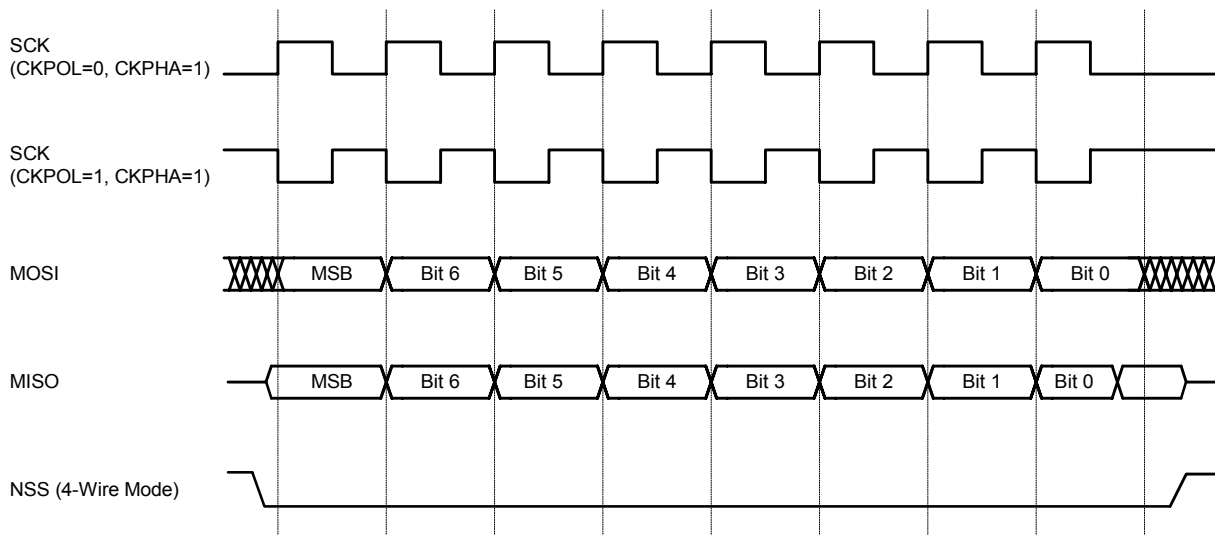 SCK
(CKPOL=0, CKPHA=1)
SCK
(CKPOL=1, CKPHA=1)
MOSI MSB Bit 6 Bit 5 Bit 4 Bit 3 Bit 2 Bit 1 Bit 0
MISO MSB Bit 6 Bit 5 Bit 4 Bit 3 Bit 2 Bit 1 Bit 0
NSS (4-Wire Mode)